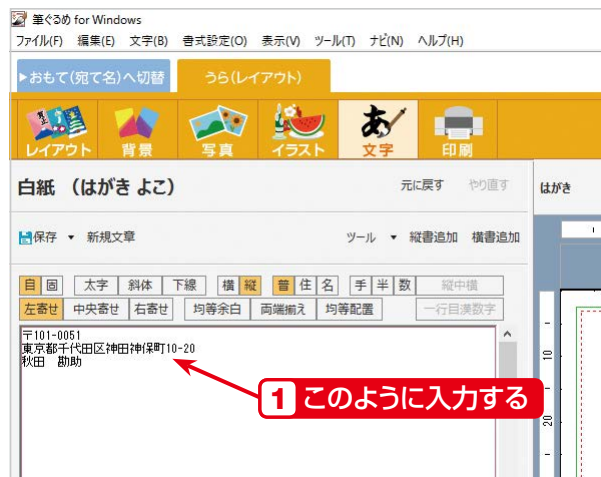 筆ぐるめ for Windows
ファイル(F) 編集(E) 文字(B) 書式設定(O) 表示(V) ツール(T) ナビ(N) ヘルプ(H)
▶おもて(宛て名)へ切替 うら(レイアウト)
レイアウト 背景 写真 イラスト 文字 印刷
白紙 (はがき よこ) 元に戻す やり直す はがき
保存 ▼ 新規文章 ツール ▼ 縦書追加 横書追加
自 固 太字 斜体 下線 横 縦 普 住 名 手 半 数 縦中横
左寄せ 中央寄せ 右寄せ 均等余白 両端揃え 均等配置 一行目漢数字
〒101-0051
東京都千代田区神田神保町10-20
秋田 勘助
1 このように入力する
10
20